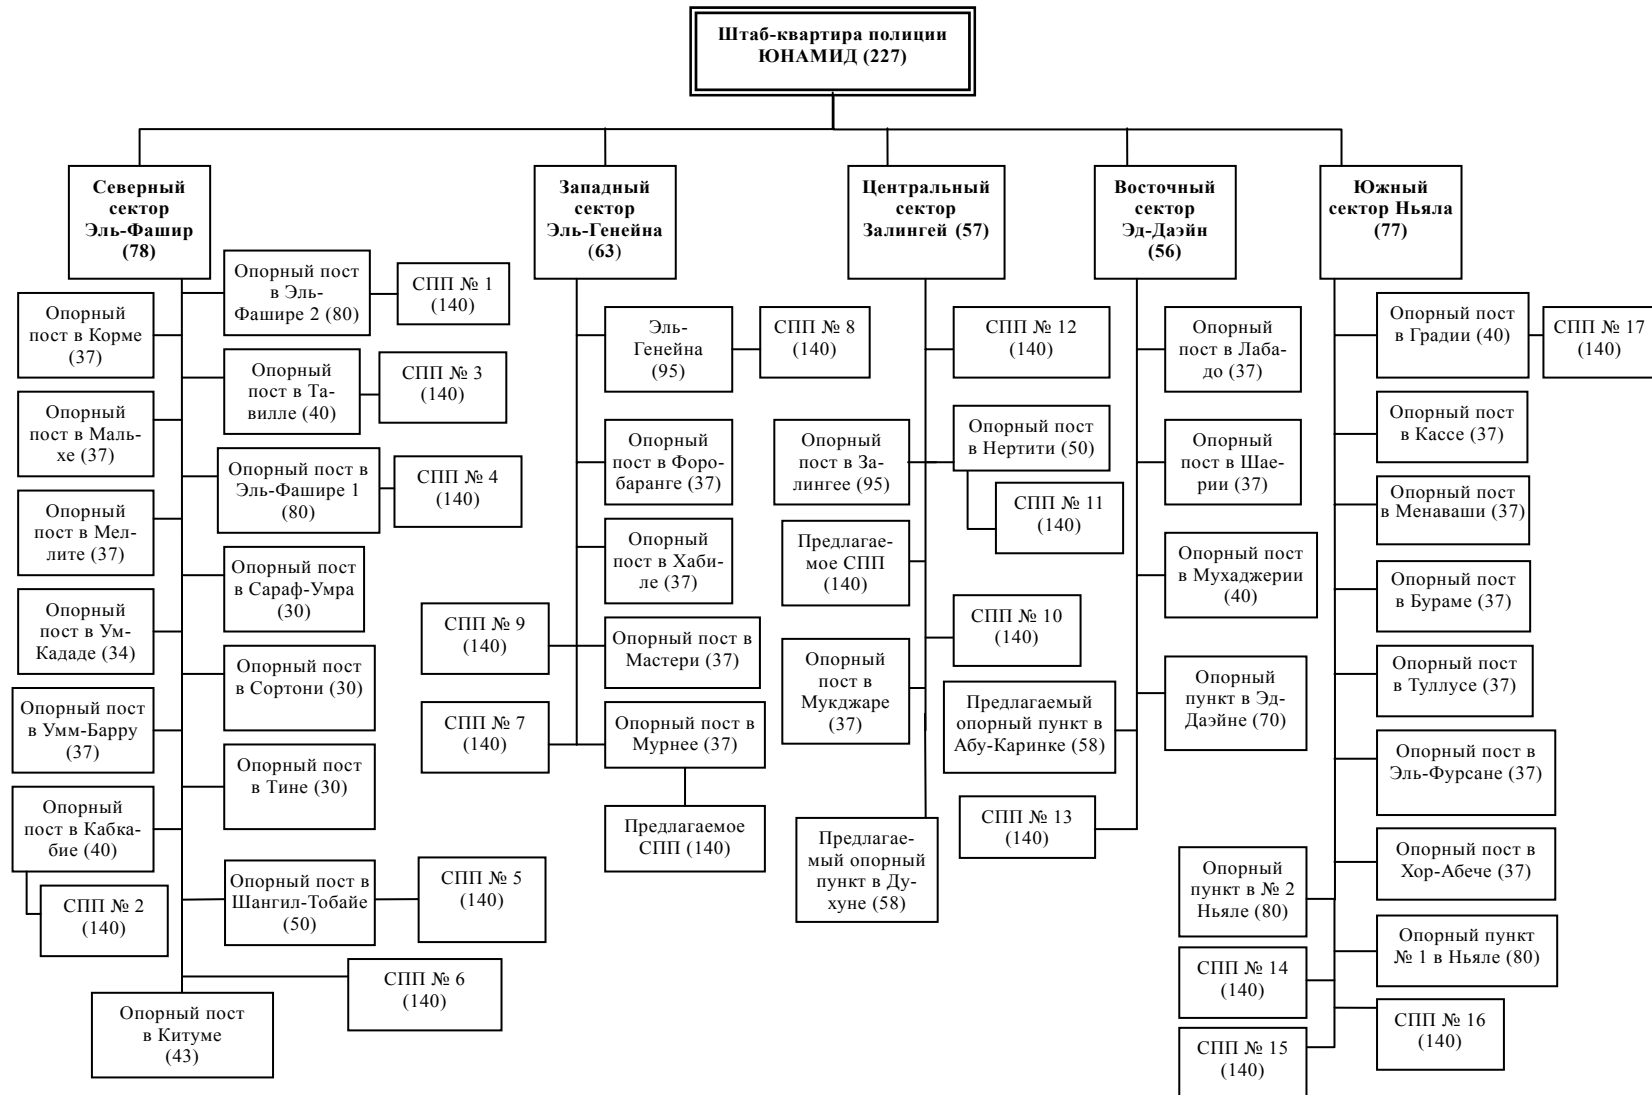 Штаб-квартира полиции
ЮНАМИД (227)
Северный
сектор
Эль-Фашир
(78)
Опорный пост
в Эль-
Фашире 2 (80)
СПП № 1
(140)
Опорный
пост в Корме
(37)
Опорный
пост в Та-
вилле (40)
СПП № 3
(140)
Опорный
пост в Маль-
хе (37)
Опорный пост в
Эль-Фашире 1
(80)
СПП № 4
(140)
Опорный
пост в Мел-
лите (37)
Опорный пост
в Сараф-Умра
(30)
Опорный
пост в Ум-
Кададе (34)
Опорный пост
в Сортони (30)
Опорный пост
в Умм-Барру
(37)
Опорный пост
в Тине (30)
Опорный
пост в Кабка-
бие (40)
СПП № 2
(140)
Опорный пост в
Шангил-Тобайе
(50)
СПП № 5
(140)
СПП № 6
(140)
Опорный пост
в Китуме
(43)
Западный
сектор
Эль-Генейна
(63)
Эль-
Генейна
(95)
СПП № 8
(140)
Опорный
пост в Форо-
баранге (37)
Опорный
пост в Хаби-
ле (37)
СПП № 9
(140)
Опорный пост в
Мастери (37)
СПП № 7
(140)
Опорный пост в
Мурнее (37)
Предлагаемое
СПП (140)
Центральный
сектор
Залингей (57)
СПП № 12
(140)
Опорный
пост в За-
лингее (95)
Опорный пост
в Нертити (50)
СПП № 11
(140)
Предлагае-
мое СПП
(140)
СПП № 10
(140)
Опорный
пост в
Мукджаре
(37)
Предлагае-
мый опорный
пункт в Ду-
хуне (58)
Восточный
сектор
Эд-Даэйн
(56)
Опорный
пост в Лаба-
до (37)
Опорный
пост в Шае-
рии (37)
Опорный пост
в Мухаджерии
(40)
Опорный
пункт в Эд-
Даэйне (70)
Предлагаемый
опорный пункт в
Абу-Каринке (58)
СПП № 13
(140)
Южный
сектор Ньяла
(77)
Опорный пост
в Градии (40)
СПП № 17
(140)
Опорный пост
в Кассе (37)
Опорный пост
в Менаваши (37)
Опорный пост
в Бураме (37)
Опорный пост
в Туллусе (37)
Опорный пост в
Эль-Фурсане (37)
Опорный пост в
Хор-Абече (37)
Опорный
пункт в № 2
Ньяле (80)
Опорный пункт
№ 1 в Ньяле (80)
СПП № 14
(140)
СПП № 16
(140)
СПП № 15
(140)